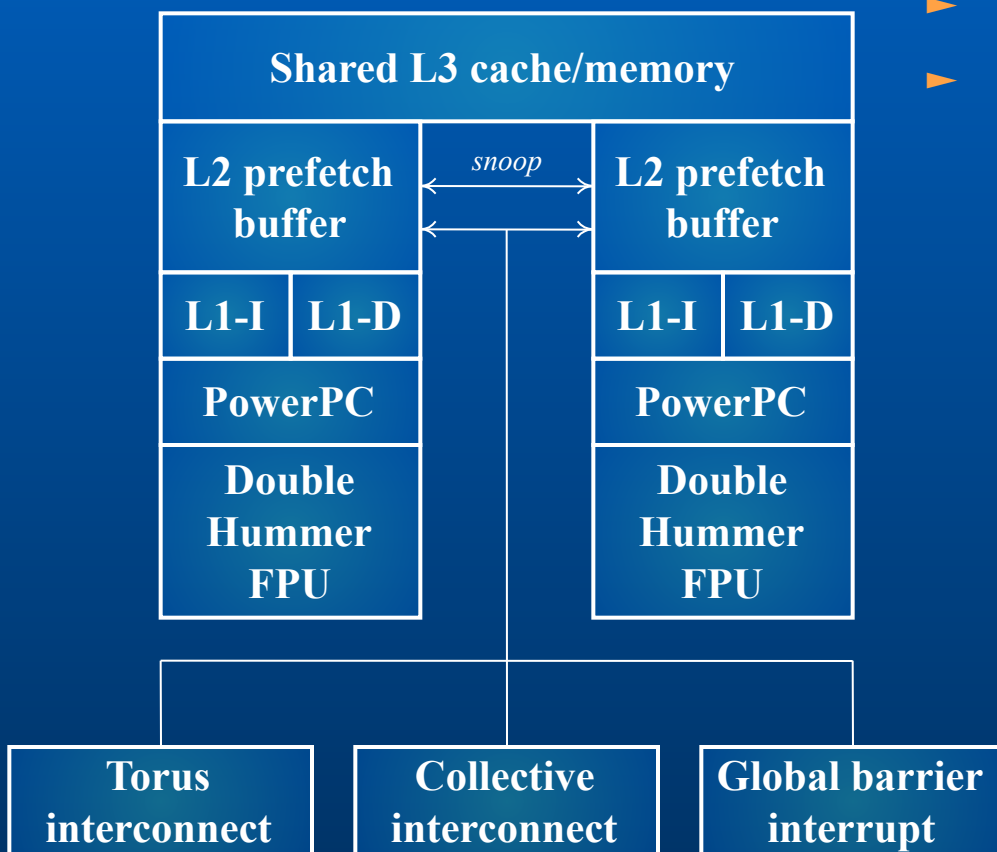 Shared L3 cache/memory
L2 prefetch
buffer
snoop
L2 prefetch
buffer
L1-I
L1-D
L1-I
L1-D
PowerPC
PowerPC
Double
Hummer
FPU
Double
Hummer
FPU
Torus
interconnect
Collective
interconnect
Global barrier
interrupt